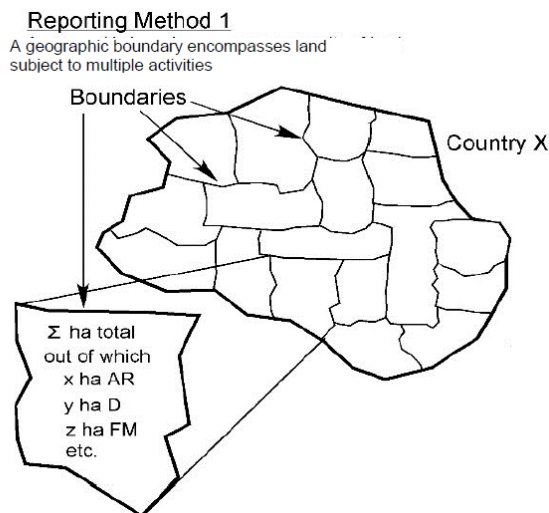 Reporting Method 1
A geographic boundary encompasses land
subject to multiple activities
Boundaries
Country X
Σ ha total
out of which
x ha AR
y ha D
z ha FM
etc.